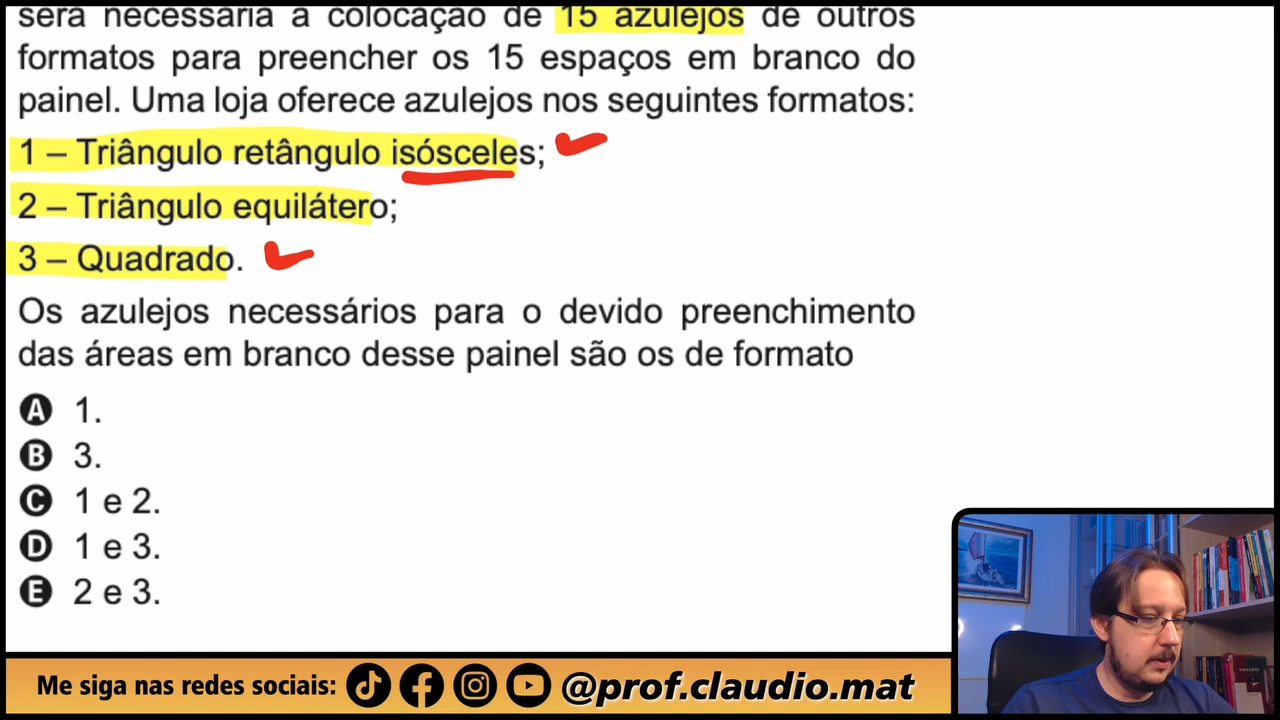 será necessária a colocação de 15 azulejos de outros
formatos para preencher os 15 espaços em branco do
painel. Uma loja oferece azulejos nos seguintes formatos:
1 – Triângulo retângulo isósceles;
2 – Triângulo equilátero;
3 – Quadrado.
Os azulejos necessários para o devido preenchimento
das áreas em branco desse painel são os de formato
A 1.
B 3.
C 1 e 2.
D 1 e 3.
E 2 e 3.
Me siga nas redes sociais: @prof.claudio.mat